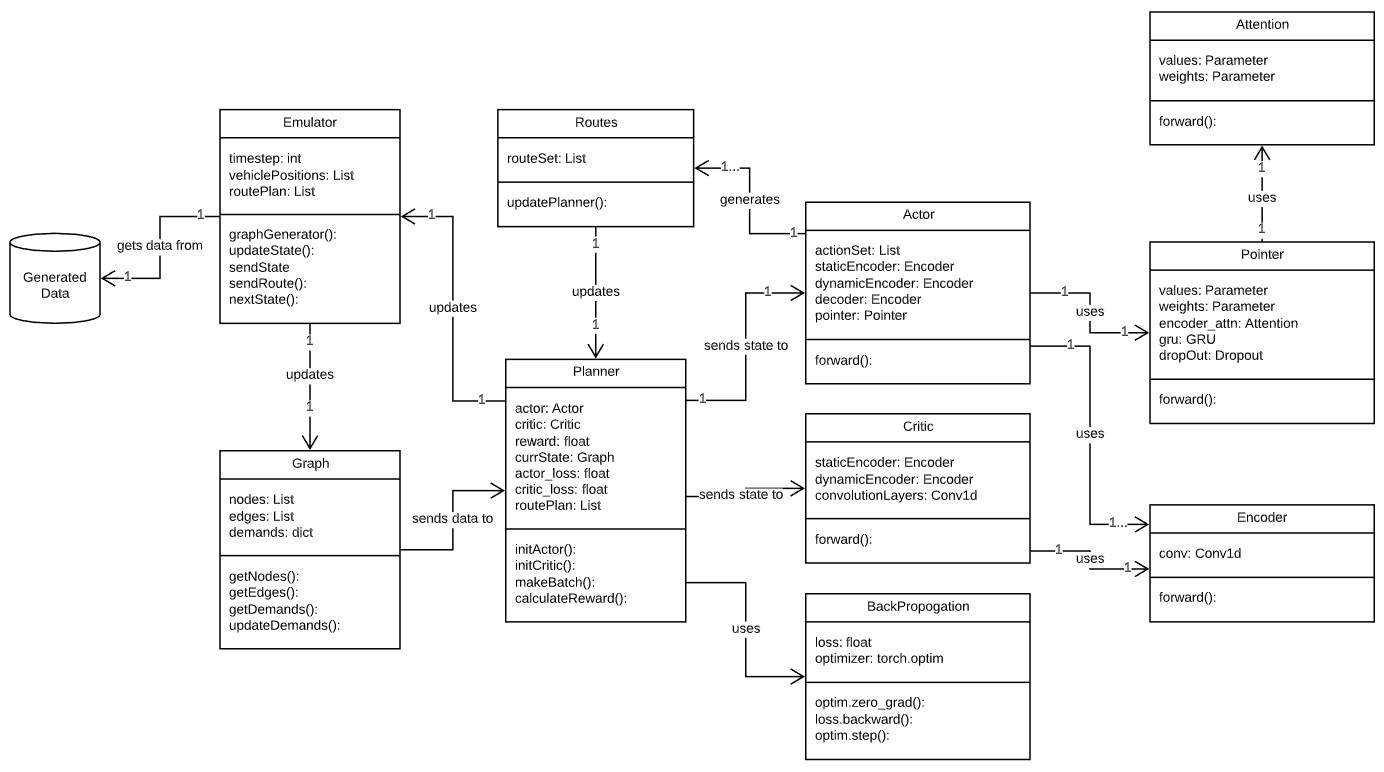 Attention
values: Parameter
weights: Parameter
forward():
1
uses
1
Emulator
timestep: int
vehiclePositions: List
routePlan: List
graphGenerator():
updateState():
sendState
sendRoute():
nextState():
Routes
routeSet: List
updatePlanner():
1...
generates
1
Actor
actionSet: List
staticEncoder: Encoder
dynamicEncoder: Encoder
decoder: Encoder
pointer: Pointer
forward():
Pointer
values: Parameter
weights: Parameter
encoder_attn: Attention
gru: GRU
dropOut: Dropout
forward():
1
gets data from
1
Generated
Data
1
updates
1
1
updates
1
1
updates
1
1
sends state to
1
1
uses
1
1
uses
1...
Graph
nodes: List
edges: List
demands: dict
getNodes():
getEdges():
getDemands():
updateDemands():
sends data to
Planner
actor: Actor
critic: Critic
reward: float
currState: Graph
actor_loss: float
critic_loss: float
routePlan: List
initActor():
initCritic():
makeBatch():
calculateReward():
sends state to
Critic
staticEncoder: Encoder
dynamicEncoder: Encoder
convolutionLayers: Conv1d
forward():
1
uses
1
Encoder
conv: Conv1d
forward():
uses
BackPropogation
loss: float
optimizer: torch.optim
optim.zero_grad():
loss.backward():
optim.step():